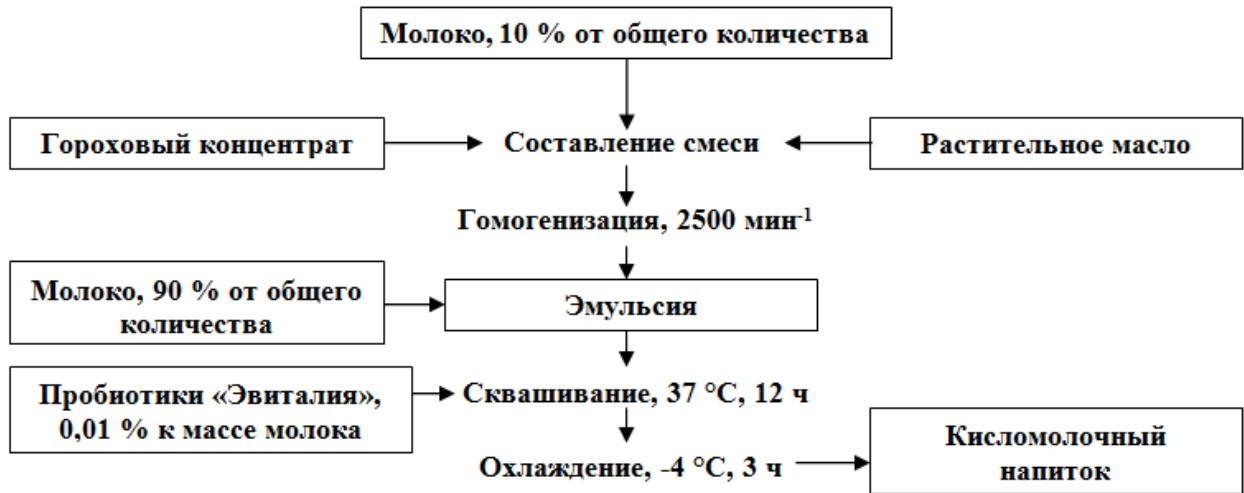 Молоко, 10 % от общего количества
Гороховый концентрат
Составление смеси
Растительное масло
Гомогенизация, 2500 мин-1
Молоко, 90 % от общего
количества
Эмульсия
Пробиотики «Эвиталия»,
0,01 % к массе молока
Сквашивание, 37 °С, 12 ч
Охлаждение, -4 °С, 3 ч
Кисломолочный
напиток